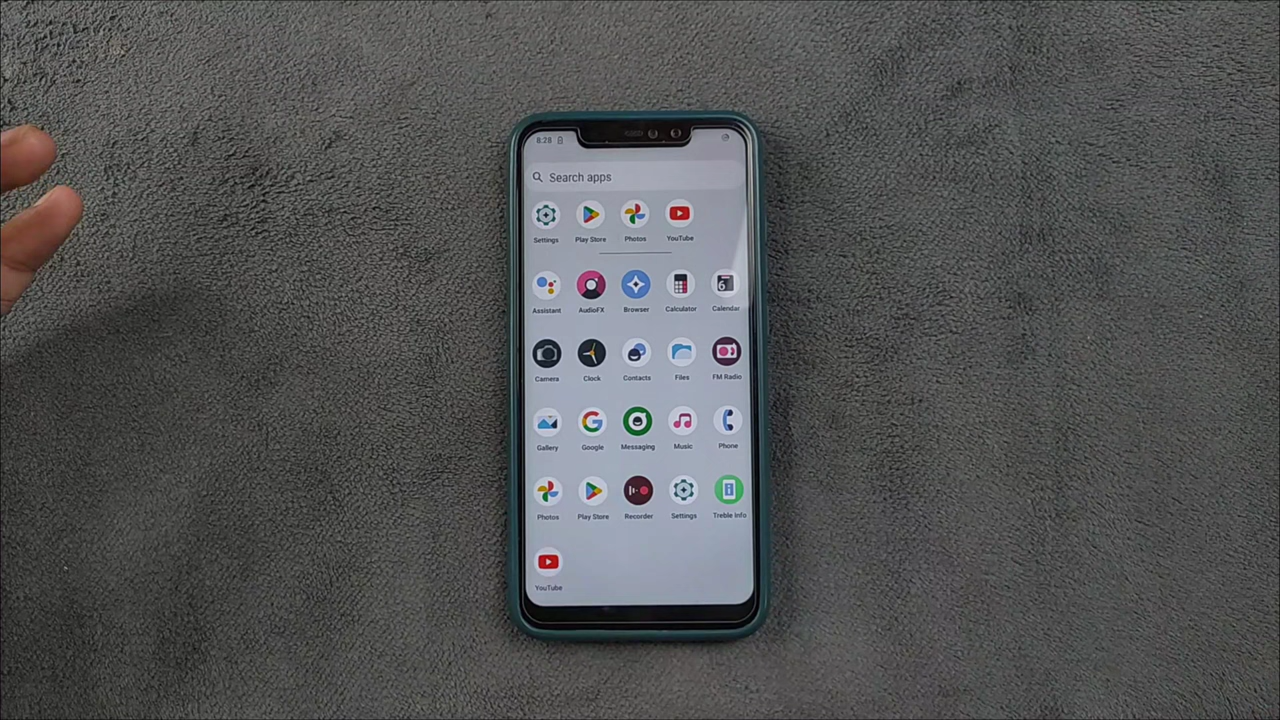 8:28
Search apps
Settings Play Store Photos YouTube
Assistant AudioFX Browser Calculator Calendar
6
Camera Clock Contacts Files FM Radio
Gallery Google Messaging Music Phone
Photos Play Store Recorder Settings Treble Info
YouTube